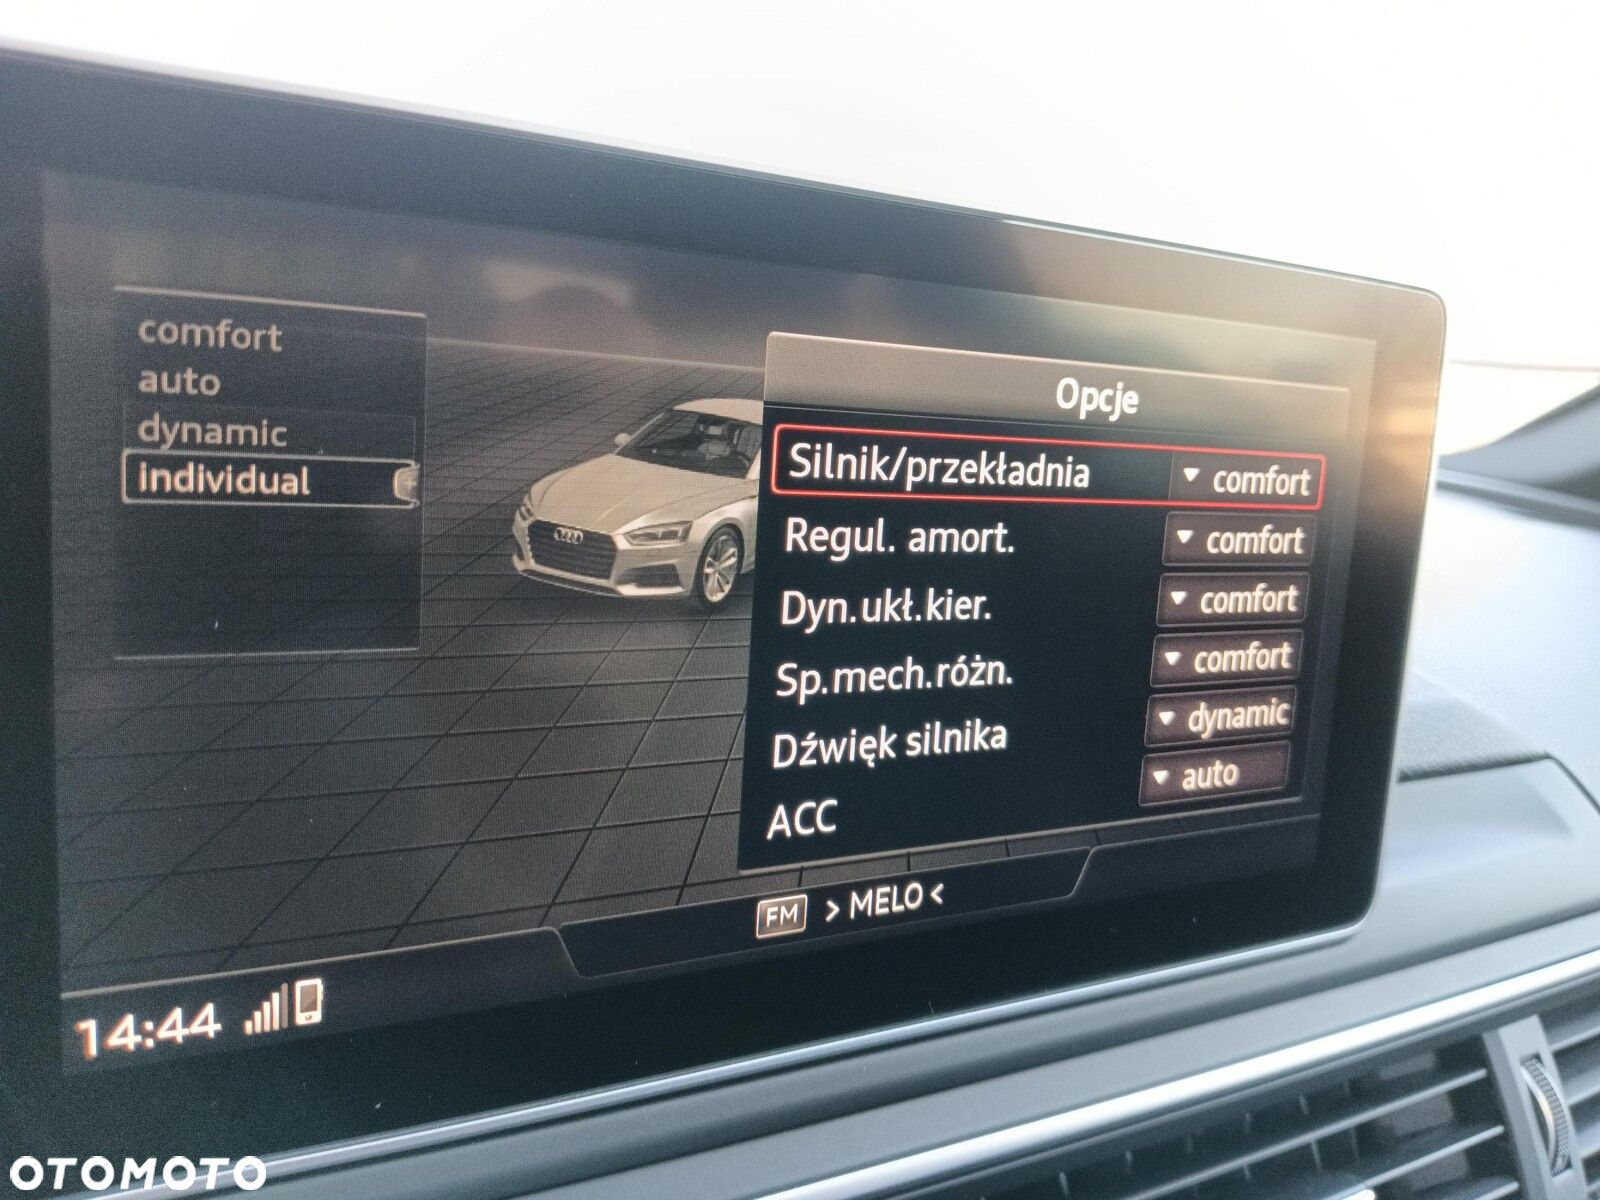 comfort
auto
dynamic
individual
Opcje
Silnik/przekładnia ▼ comfort
Regul. amort. ▼ comfort
Dyn.ukł.kier. ▼ comfort
Sp.mech.różn. ▼ comfort
Dźwięk silnika ▼ dynamic
ACC ▼ auto
FM > MELO <
14:44
OTOMOTO